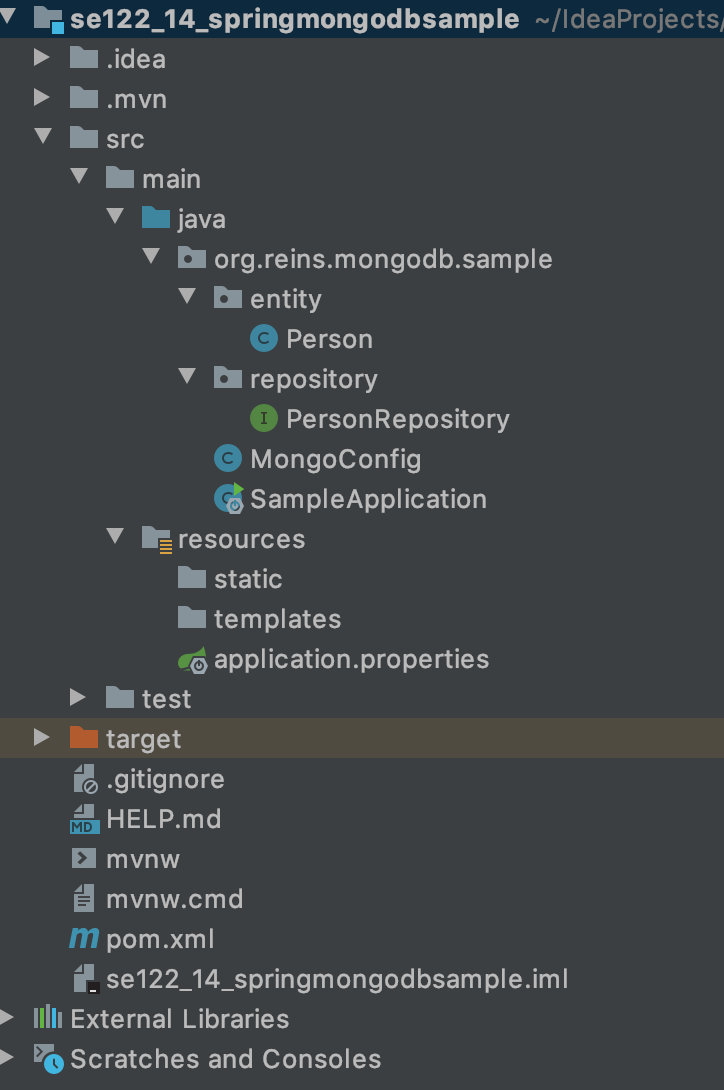 se122_14_springmongodbsample ~/IdeaProjects/
.idea
.mvn
src
main
java
org.reins.mongodb.sample
entity
C Person
repository
I PersonRepository
C MongoConfig
C SampleApplication
resources
static
templates
application.properties
test
target
.gitignore
MD HELP.md
mvnw
mvnw.cmd
m pom.xml
se122_14_springmongodbsample.iml
External Libraries
Scratches and Consoles